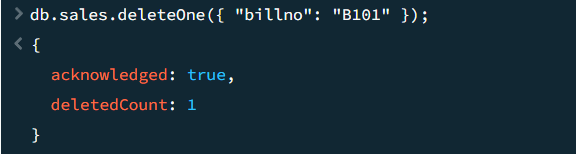 > db.sales.deleteOne({ "billno": "B101" });
< {
acknowledged: true,
deletedCount: 1
}